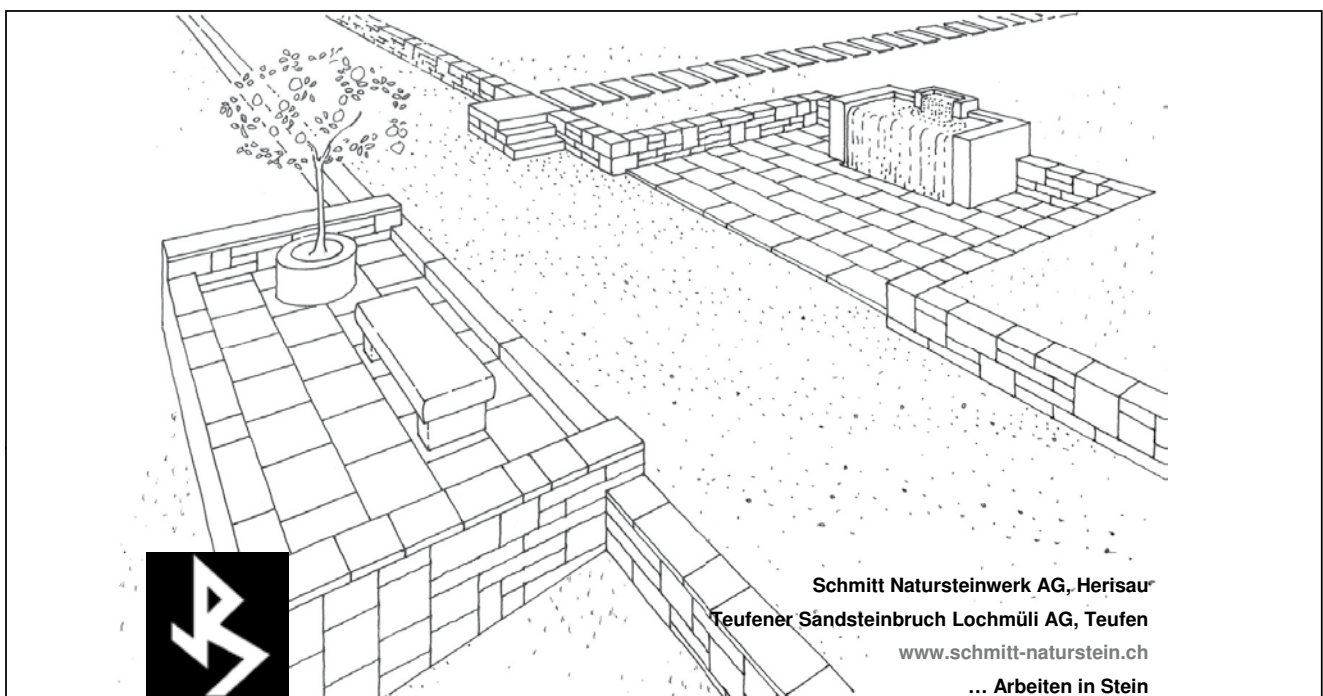 Schmitt Natursteinwerk AG, Herisau
Teufener Sandsteinbruch Lochmüli AG, Teufen
www.schmitt-naturstein.ch
... Arbeiten in Stein